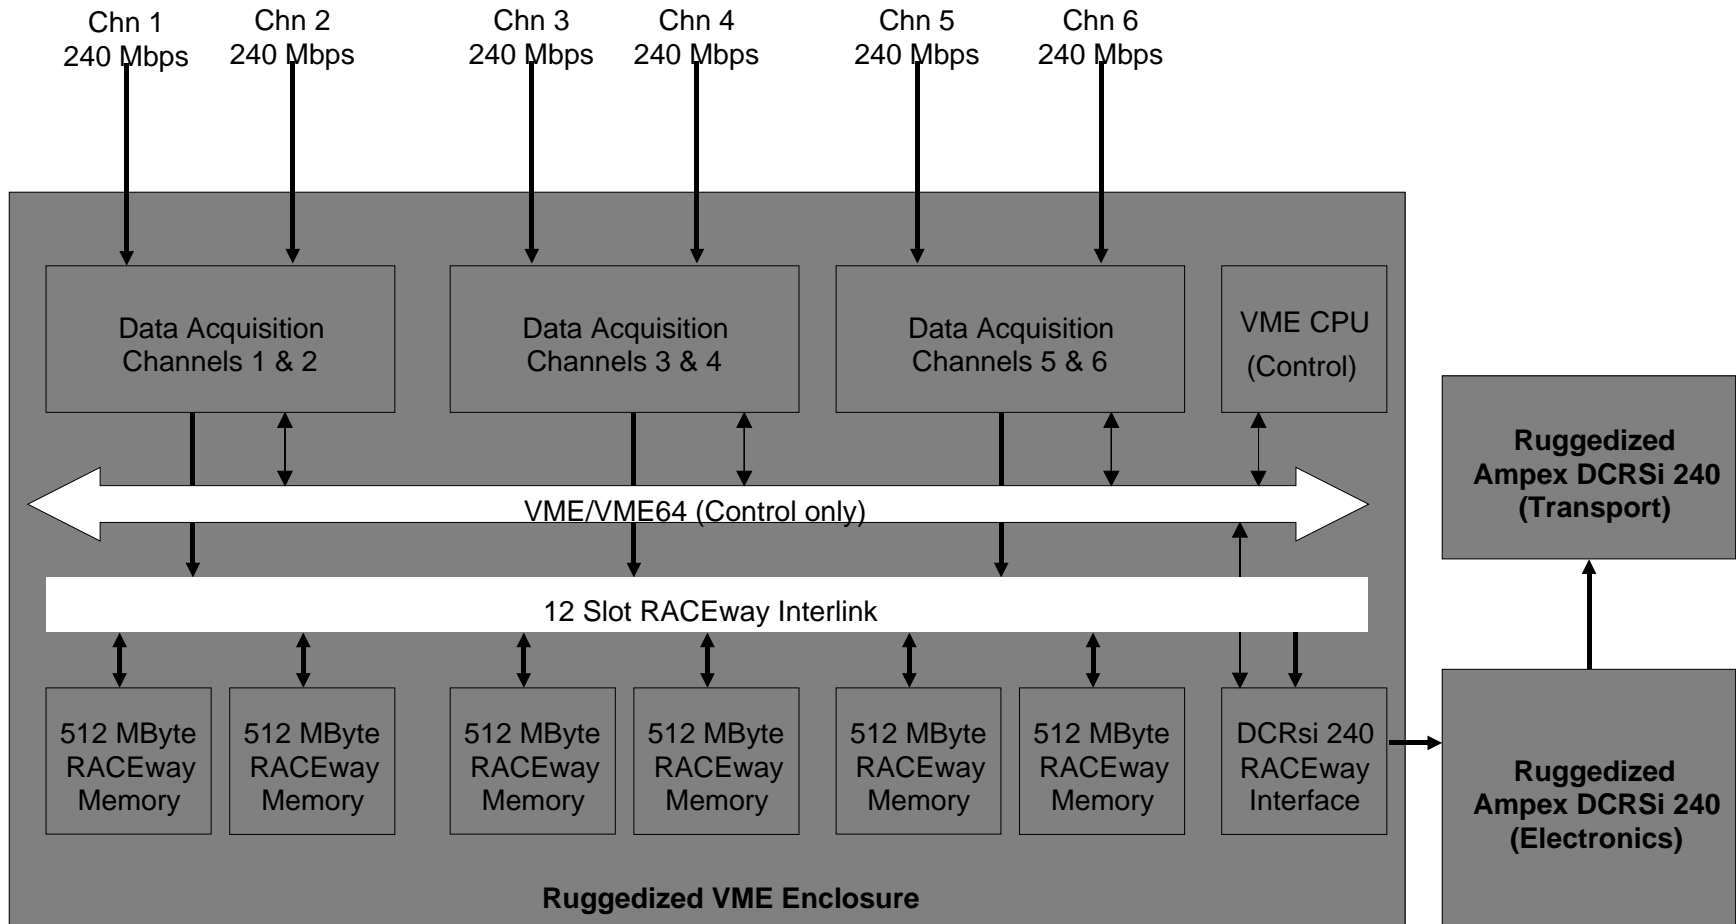 Chn 1
240 Mbps
Chn 2
240 Mbps
Chn 3
240 Mbps
Chn 4
240 Mbps
Chn 5
240 Mbps
Chn 6
240 Mbps
Data Acquisition
Channels 1 & 2
Data Acquisition
Channels 3 & 4
Data Acquisition
Channels 5 & 6
VME CPU
(Control)
VME/VME64 (Control only)
12 Slot RACEway Interlink
512 MByte
RACEway
Memory
512 MByte
RACEway
Memory
512 MByte
RACEway
Memory
512 MByte
RACEway
Memory
512 MByte
RACEway
Memory
512 MByte
RACEway
Memory
DCRsi 240
RACEway
Interface
Ruggedized VME Enclosure
Ruggedized
Ampex DCRSi 240
(Transport)
Ruggedized
Ampex DCRSi 240
(Electronics)